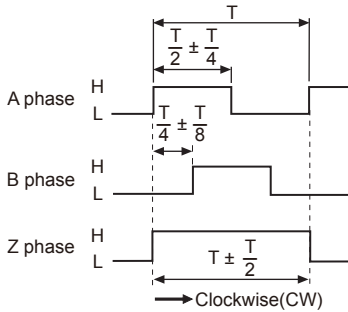 T
T/2 ± T/4
A phase H
L
T/4 ± T/8
B phase H
L
Z phase H
L
T ± T/2
Clockwise(CW)